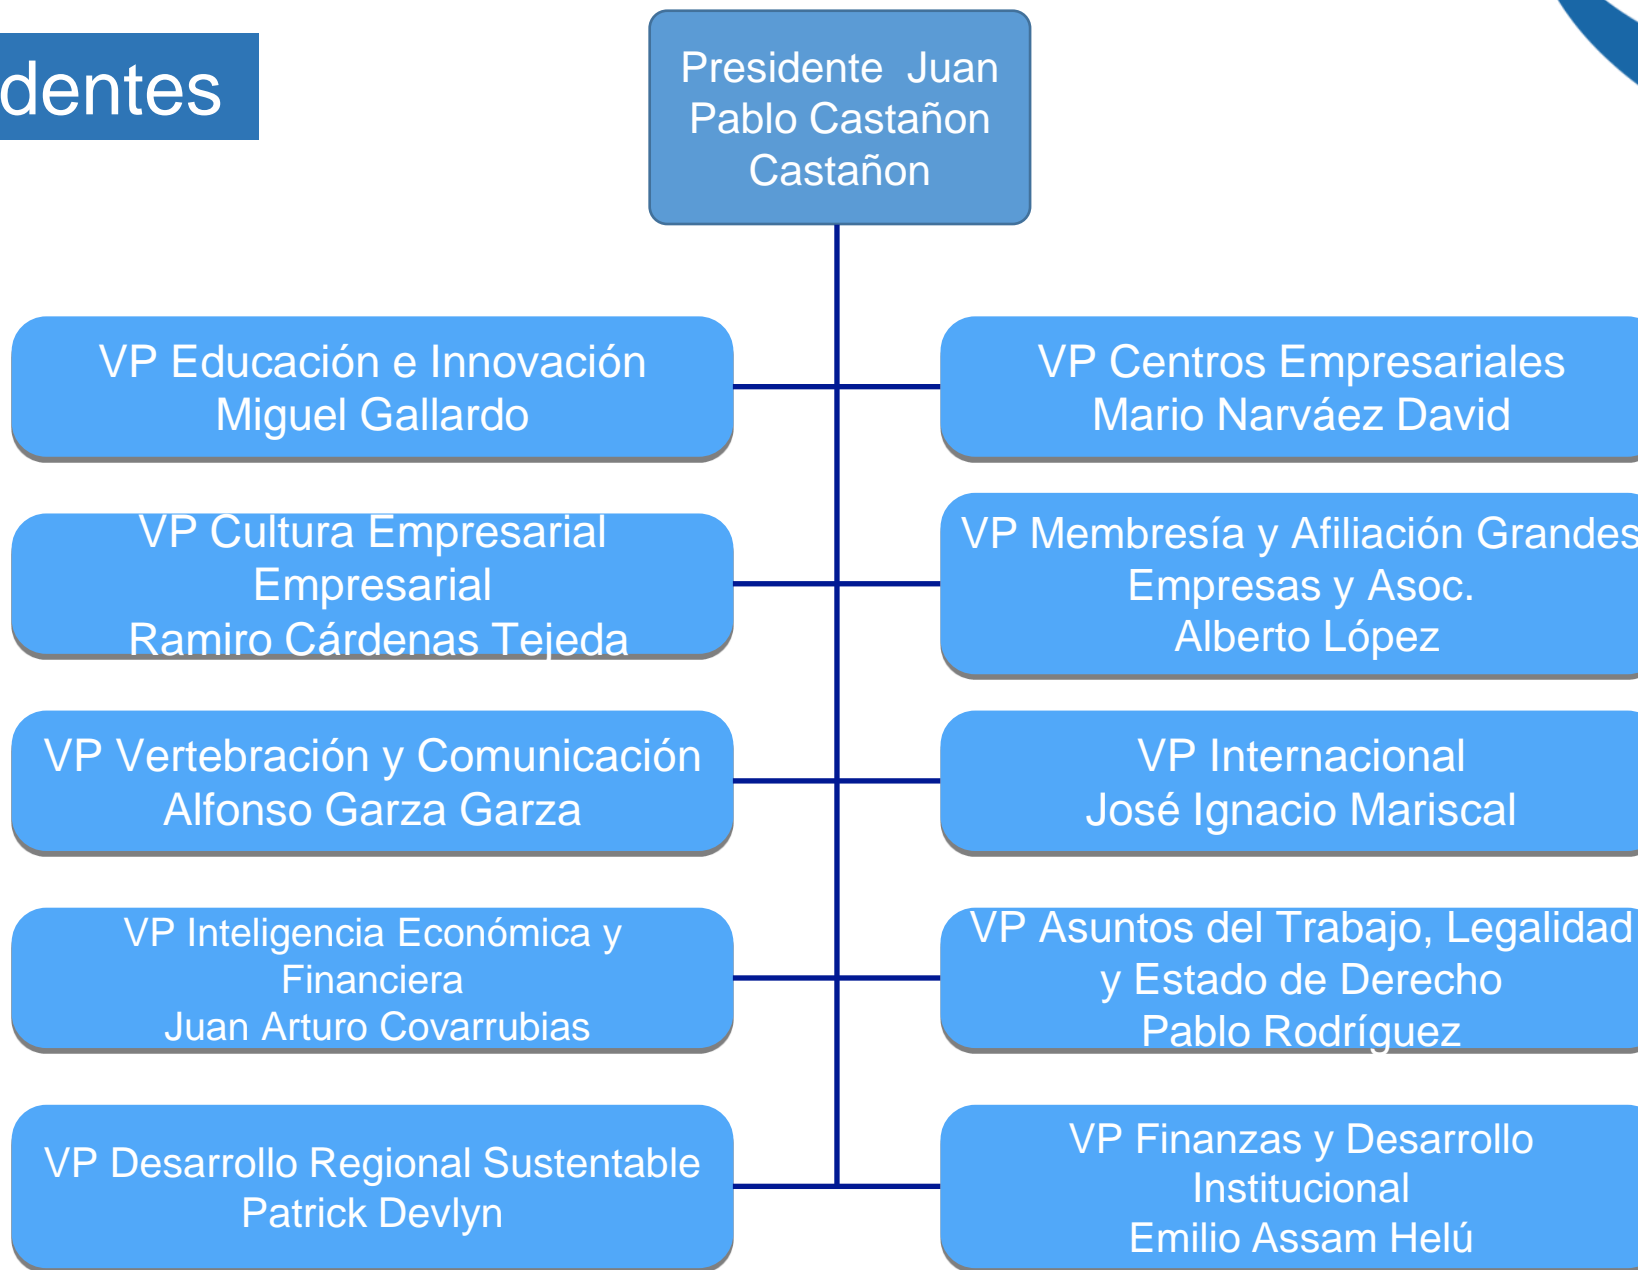 dentes
Presidente Juan
Pablo Castañon
Castañon
VP Educación e Innovación
Miguel Gallardo
VP Centros Empresariales
Mario Narváez David
VP Cultura Empresarial
Empresarial
Ramiro Cárdenas Tejeda
VP Membresía y Afiliación Grandes
Empresas y Asoc.
Alberto López
VP Vertebración y Comunicación
Alfonso Garza Garza
VP Internacional
José Ignacio Mariscal
VP Inteligencia Económica y
Financiera
Juan Arturo Covarrubias
VP Asuntos del Trabajo, Legalidad
y Estado de Derecho
Pablo Rodríguez
VP Desarrollo Regional Sustentable
Patrick Devlyn
VP Finanzas y Desarrollo
Institucional
Emilio Assam Helú